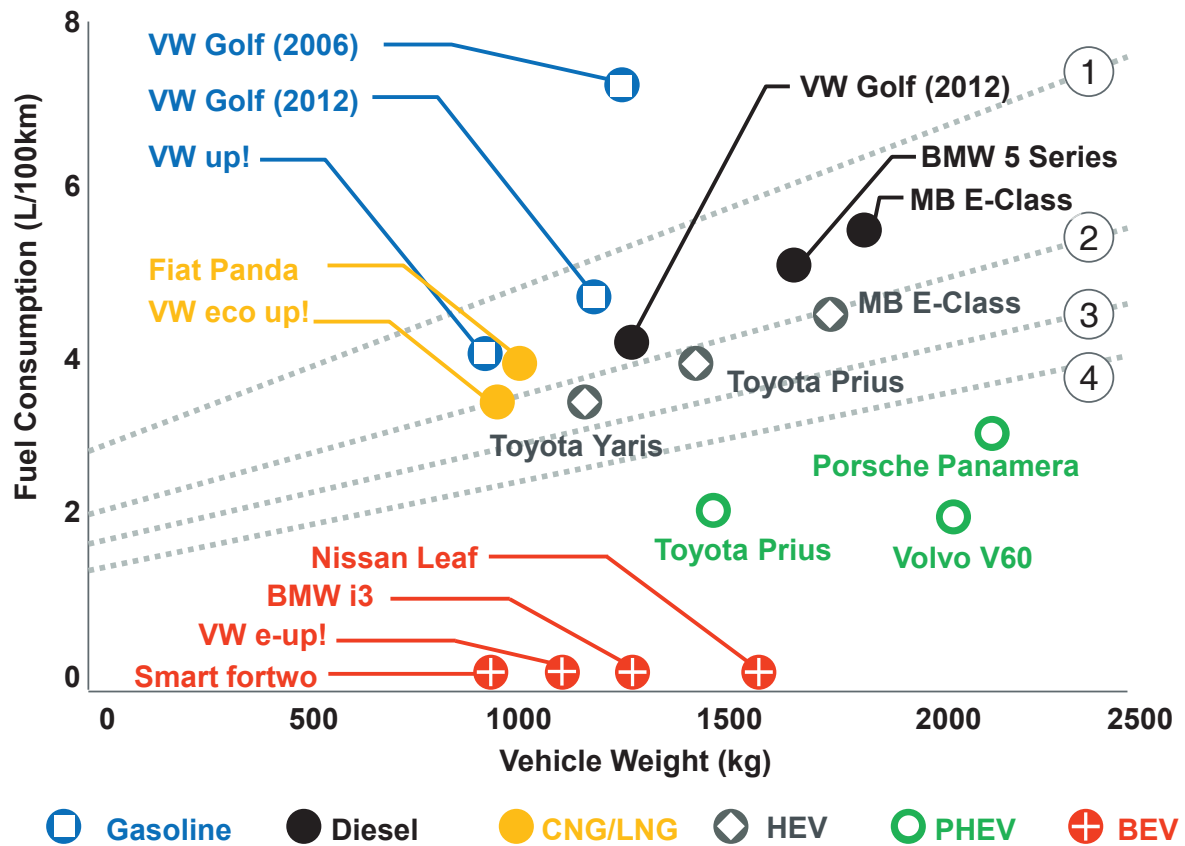 8
VW Golf (2006)
1
VW Golf (2012)
VW Golf (2012)
VW up!
BMW 5 Series
6
MB E-Class
2
Fiat Panda
VW eco up!
MB E-Class
3
4
Toyota Prius
4
Toyota Yaris
Porsche Panamera
2
Toyota Prius
Volvo V60
Nissan Leaf
BMW i3
VW e-up!
Smart fortwo
0
Fuel Consumption (L/100km)
0 500 1000 1500 2000 2500
Vehicle Weight (kg)
Gasoline Diesel CNG/LNG HEV PHEV BEV